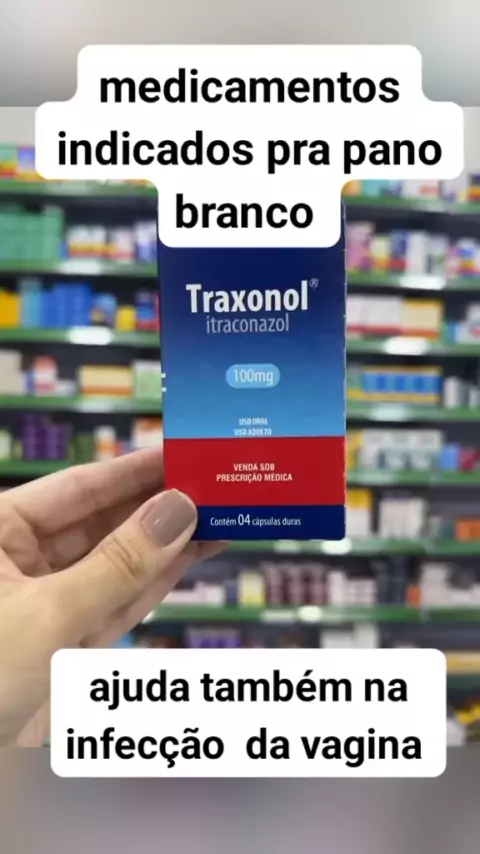 medicamentos
indicados pra pano
branco
Traxonol®
itraconazol
100mg
USO ORAL
USO ADULTO
VENDA SOB
PRESCRIÇÃO MÉDICA
Contém 04 cápsulas duras
ajuda também na
infecção da vagina